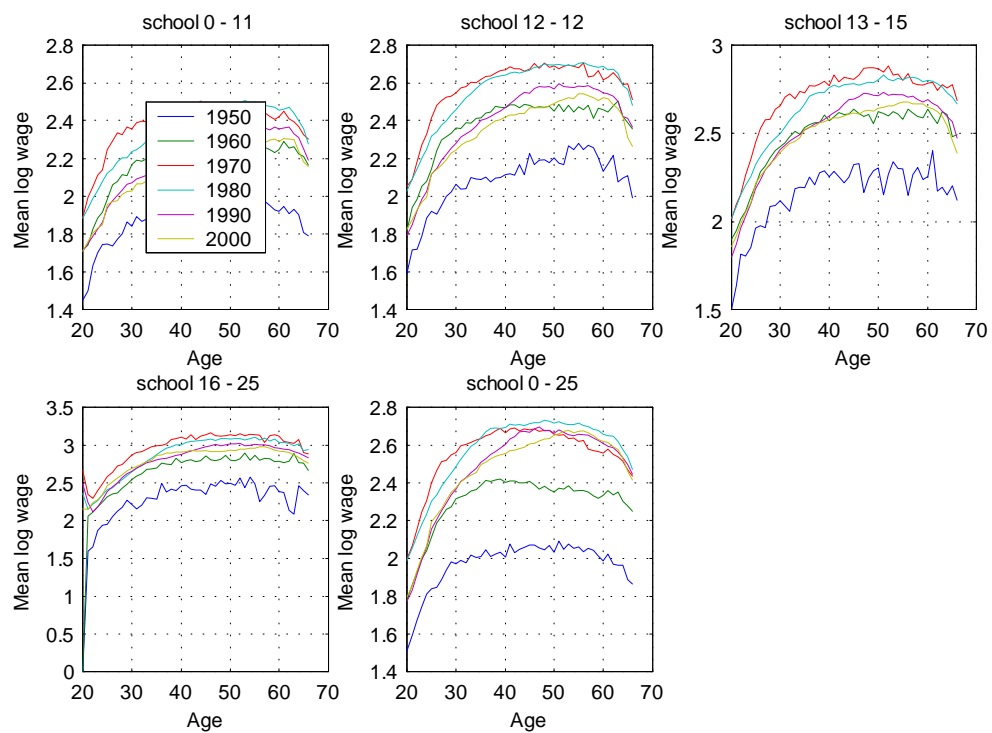 school 0 - 11
2.8
2.6
2.4
2.2
2
1.8
1.6
1.4
Mean log wage
1950
1960
1970
1980
1990
2000
20 30 40 50 60 70
Age
school 12 - 12
2.8
2.6
2.4
2.2
2
1.8
1.6
1.4
Mean log wage
20 30 40 50 60 70
Age
school 13 - 15
3
2.5
2
1.5
Mean log wage
20 30 40 50 60 70
Age
school 16 - 25
3.5
3
2.5
2
1.5
1
0.5
0
Mean log wage
20 30 40 50 60 70
Age
school 0 - 25
2.8
2.6
2.4
2.2
2
1.8
1.6
1.4
Mean log wage
20 30 40 50 60 70
Age